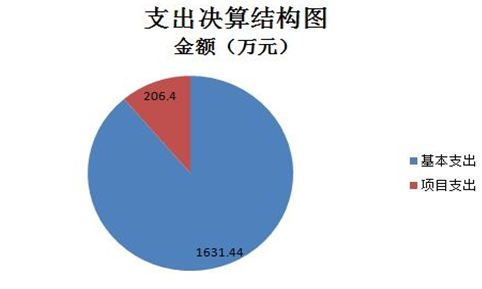 支出决算结构图
金额（万元）
206.4
基本支出
项目支出
1631.44